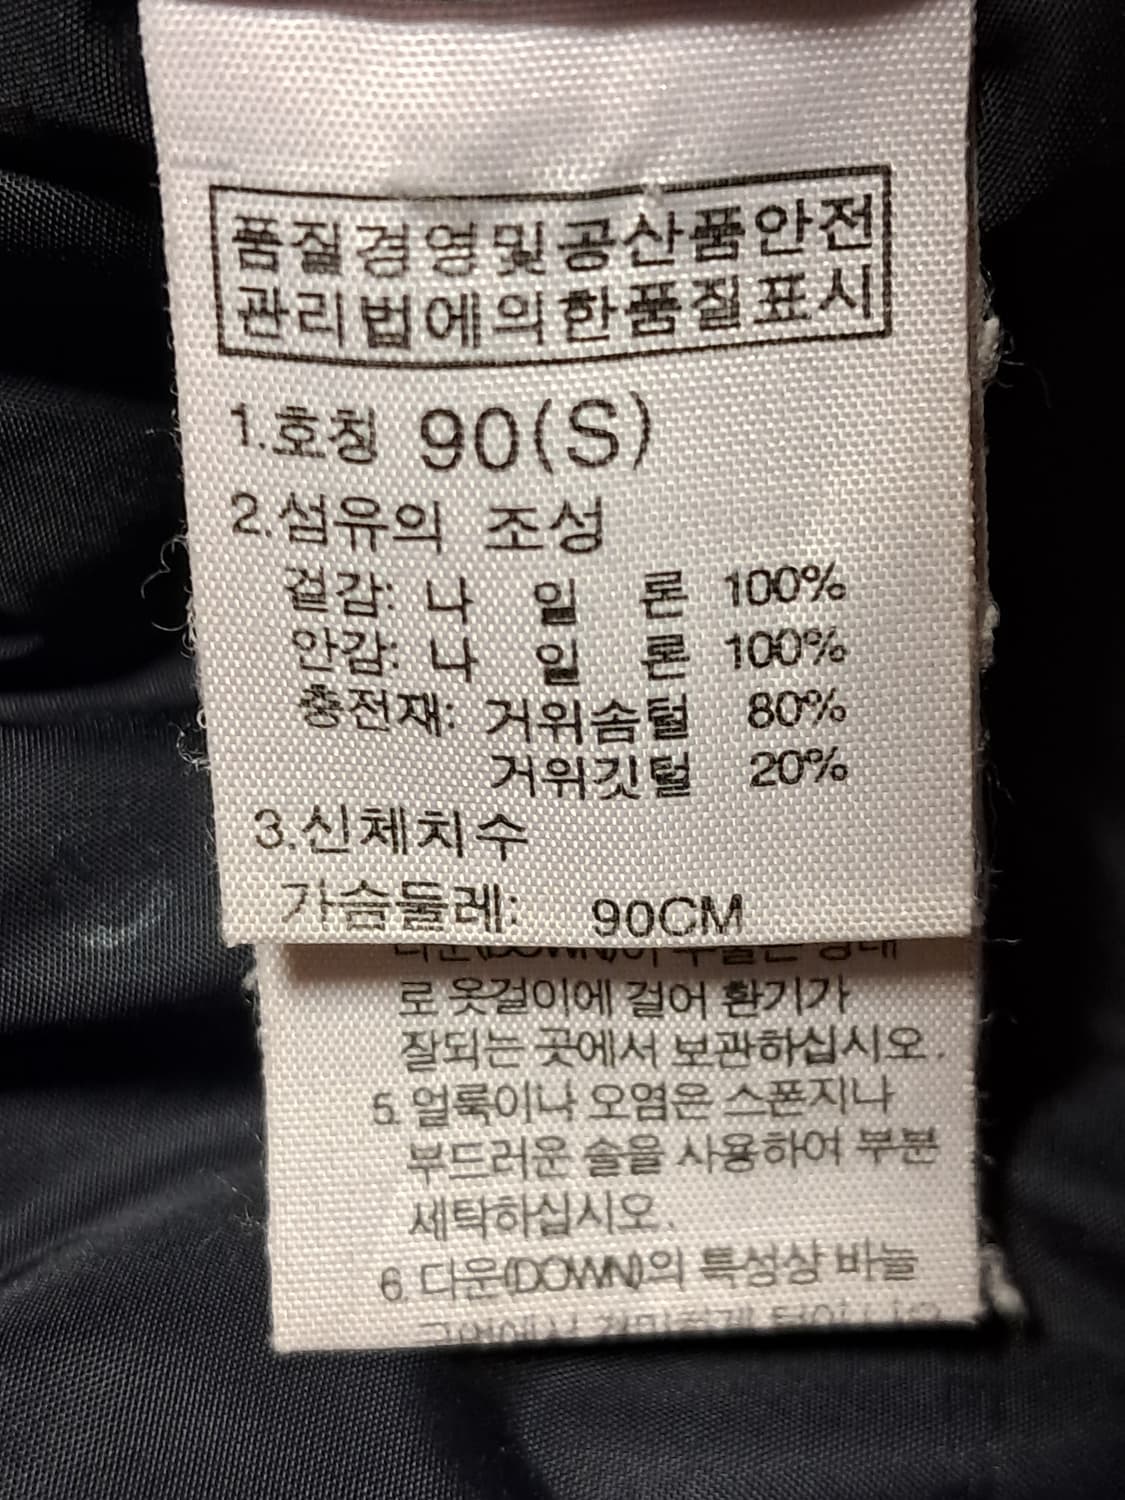 품질경영및공산품안전
관리법에의한품질표시
1.호칭 90(S)
2.섬유의 조성
겉감: 나 일 론 100%
안감: 나 일 론 100%
충전재: 거위솜털 80%
거위깃털 20%
3.신체치수
가슴둘레: 90CM
다운(DOWN)이
로 옷걸이에 걸어 환기가
잘되는 곳에서 보관하십시오.
5.얼룩이나 오염은 스폰지나
부드러운 솔을 사용하여 부분
세탁하십시오.
6.다운(DOWN)의 특성상 바늘